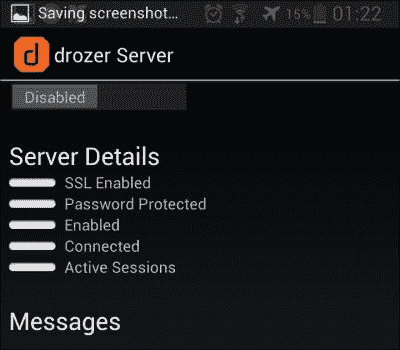 Saving screenshot... 15% 01:22
drozer Server
Disabled
Server Details
SSL Enabled
Password Protected
Enabled
Connected
Active Sessions
Messages